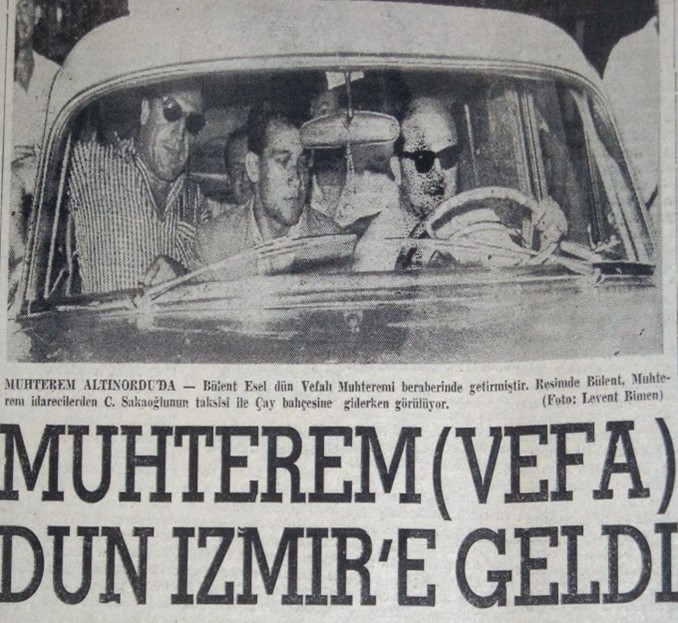 MUHTEREM ALTINORDU'DA — Bülent Esel dün Vefalı Muhteremi beraberinde getirmiştir. Resimde Bülent, Muhte-
rem idarecilerden C. Sakaoğlunun taksisi ile Çay bahçesine giderken görülüyor. (Foto: Levent Bimen)
MUHTEREM (VEFA)
DUN IZMIR'E GELDI